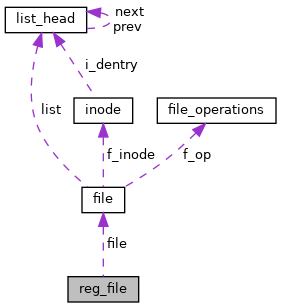 list_head
next
prev
i_dentry
list
inode
file_operations
f_inode
f_op
file
file
reg_file